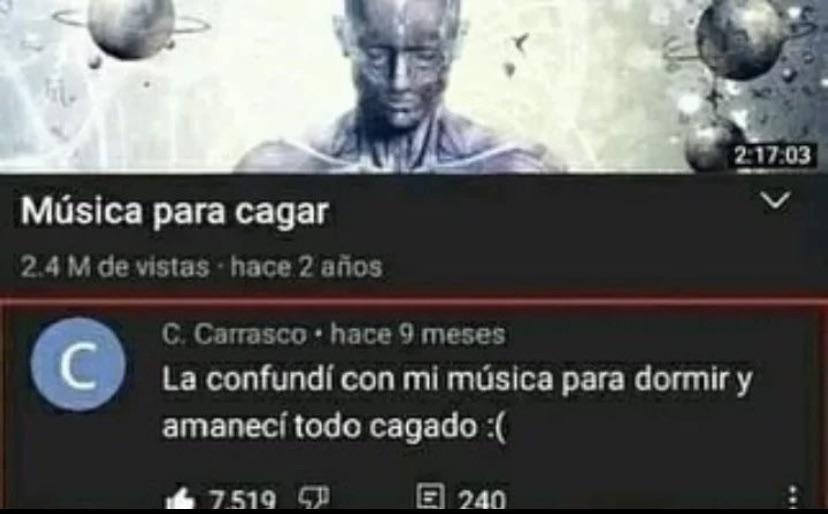 2:17:03
Música para cagar
2.4 M de vistas · hace 2 años
C
C. Carrasco • hace 9 meses
La confundí con mi música para dormir y
amanecí todo cagado :(
7.519 240